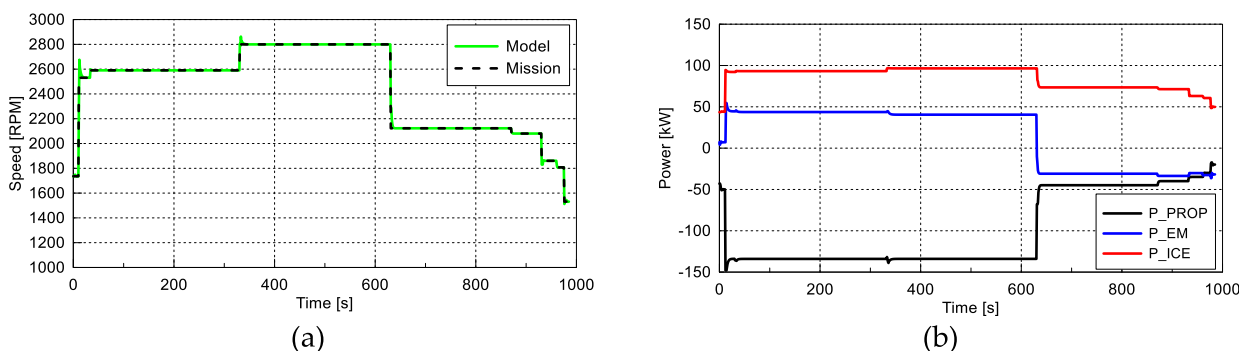 3000
2800
2600
2400
2200
2000
1800
1600
1400
1200
1000
Speed [RPM]
Model
Mission
0 200 400 600 800 1000
Time [s]
(a)
150
100
50
0
-50
-100
-150
Power [kW]
P_PROP
P_EM
P_ICE
0 200 400 600 800 1000
Time [s]
(b)